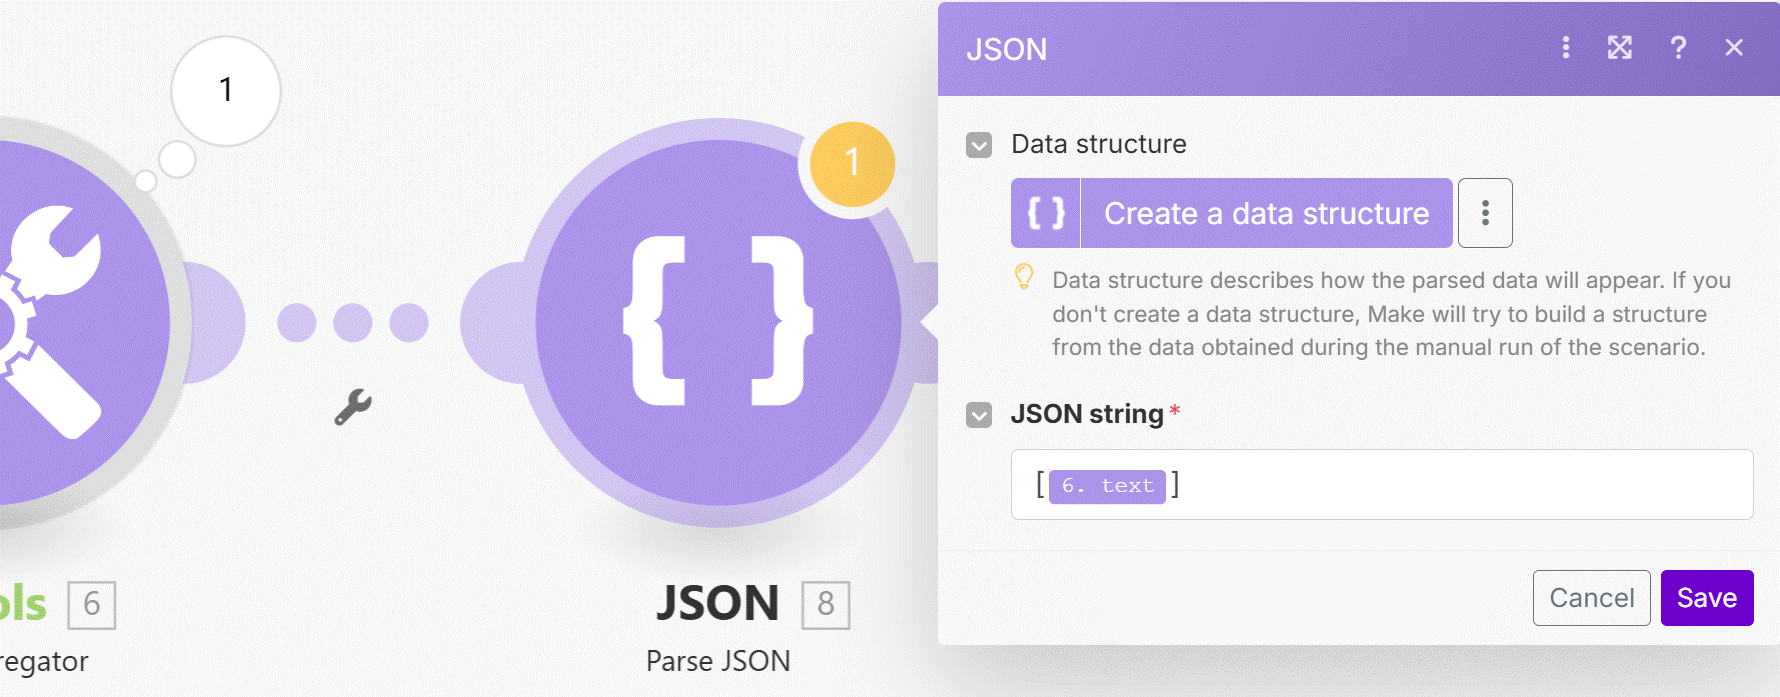 1
1
ols 6
regator
JSON 8
Parse JSON
JSON
?
Data structure
Create a data structure
Data structure describes how the parsed data will appear. If you
don't create a data structure, Make will try to build a structure
from the data obtained during the manual run of the scenario.
JSON string *
[ 6. text ]
Cancel Save